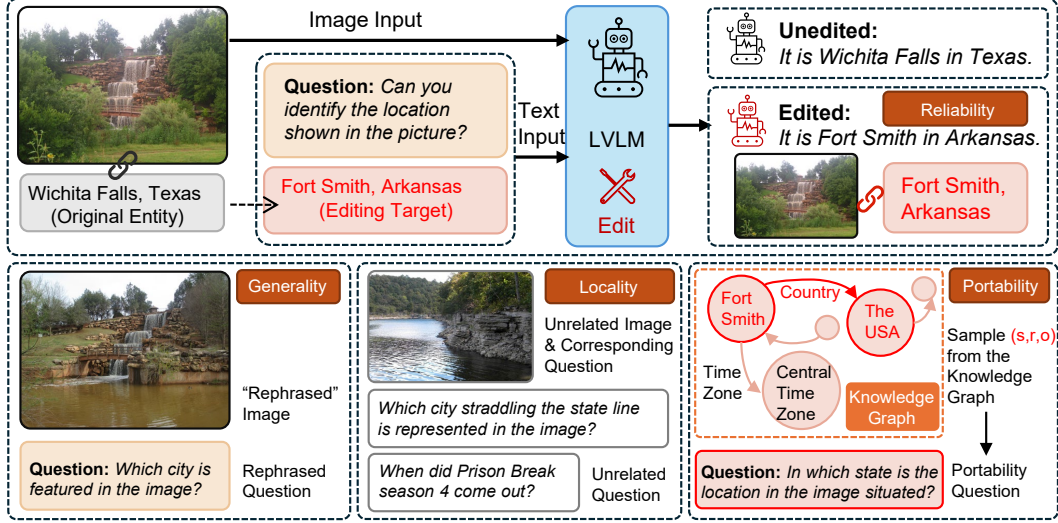 Image Input
Question: Can you
identify the location
shown in the picture?
Text
Input
Wichita Falls, Texas
(Original Entity)
Fort Smith, Arkansas
(Editing Target)
LVLM
Edit
Unedited:
It is Wichita Falls in Texas.
Edited:
Reliability
It is Fort Smith in Arkansas.
Fort Smith,
Arkansas
Generality
"Rephrased"
Image
Question: Which city is
featured in the image?
Rephrased
Question
Locality
Unrelated Image
& Corresponding
Question
Which city straddling the state line
is represented in the image?
When did Prison Break
season 4 come out?
Unrelated
Question
Portability
Fort
Smith
Country
The
USA
Time
Zone
Central
Time
Zone
Knowledge
Graph
Sample (s,r,o)
from the
Knowledge
Graph
Question: In which state is the
location in the image situated?
Portability
Question